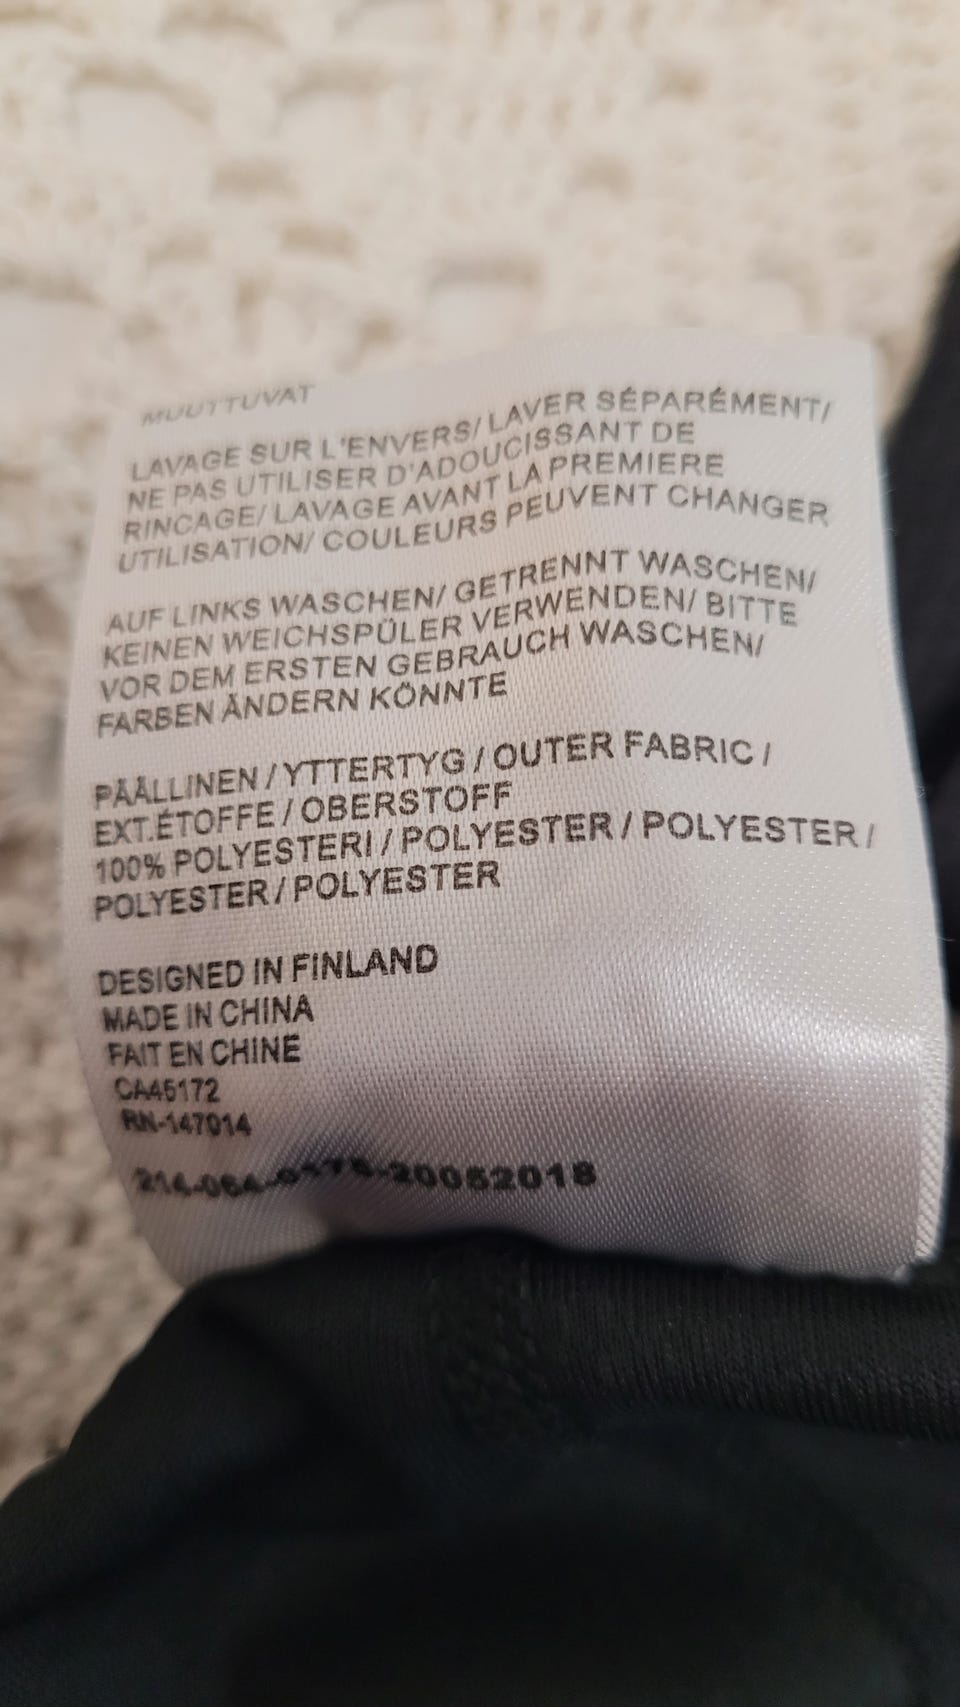 MUUTTUVAT
LAVAGE SUR L'ENVERS/ LAVER SÉPARÉMENT/
NE PAS UTILISER D'ADOUCISSANT DE
RINCAGE/ LAVAGE AVANT LA PREMIERE
UTILISATION/ COULEURS PEUVENT CHANGER
AUF LINKS WASCHEN/ GETRENNT WASCHEN/
KEINEN WEICHSPÜLER VERWENDEN/ BITTE
VOR DEM ERSTEN GEBRAUCH WASCHEN/
FARBEN ÄNDERN KÖNNTE
PÄÄLLINEN / YTTERTYG / OUTER FABRIC /
EXT.ÉTOFFE / OBERSTOFF
100% POLYESTERI / POLYESTER / POLYESTER /
POLYESTER / POLYESTER
DESIGNED IN FINLAND
MADE IN CHINA
FAIT EN CHINE
CA45172
RN-147014